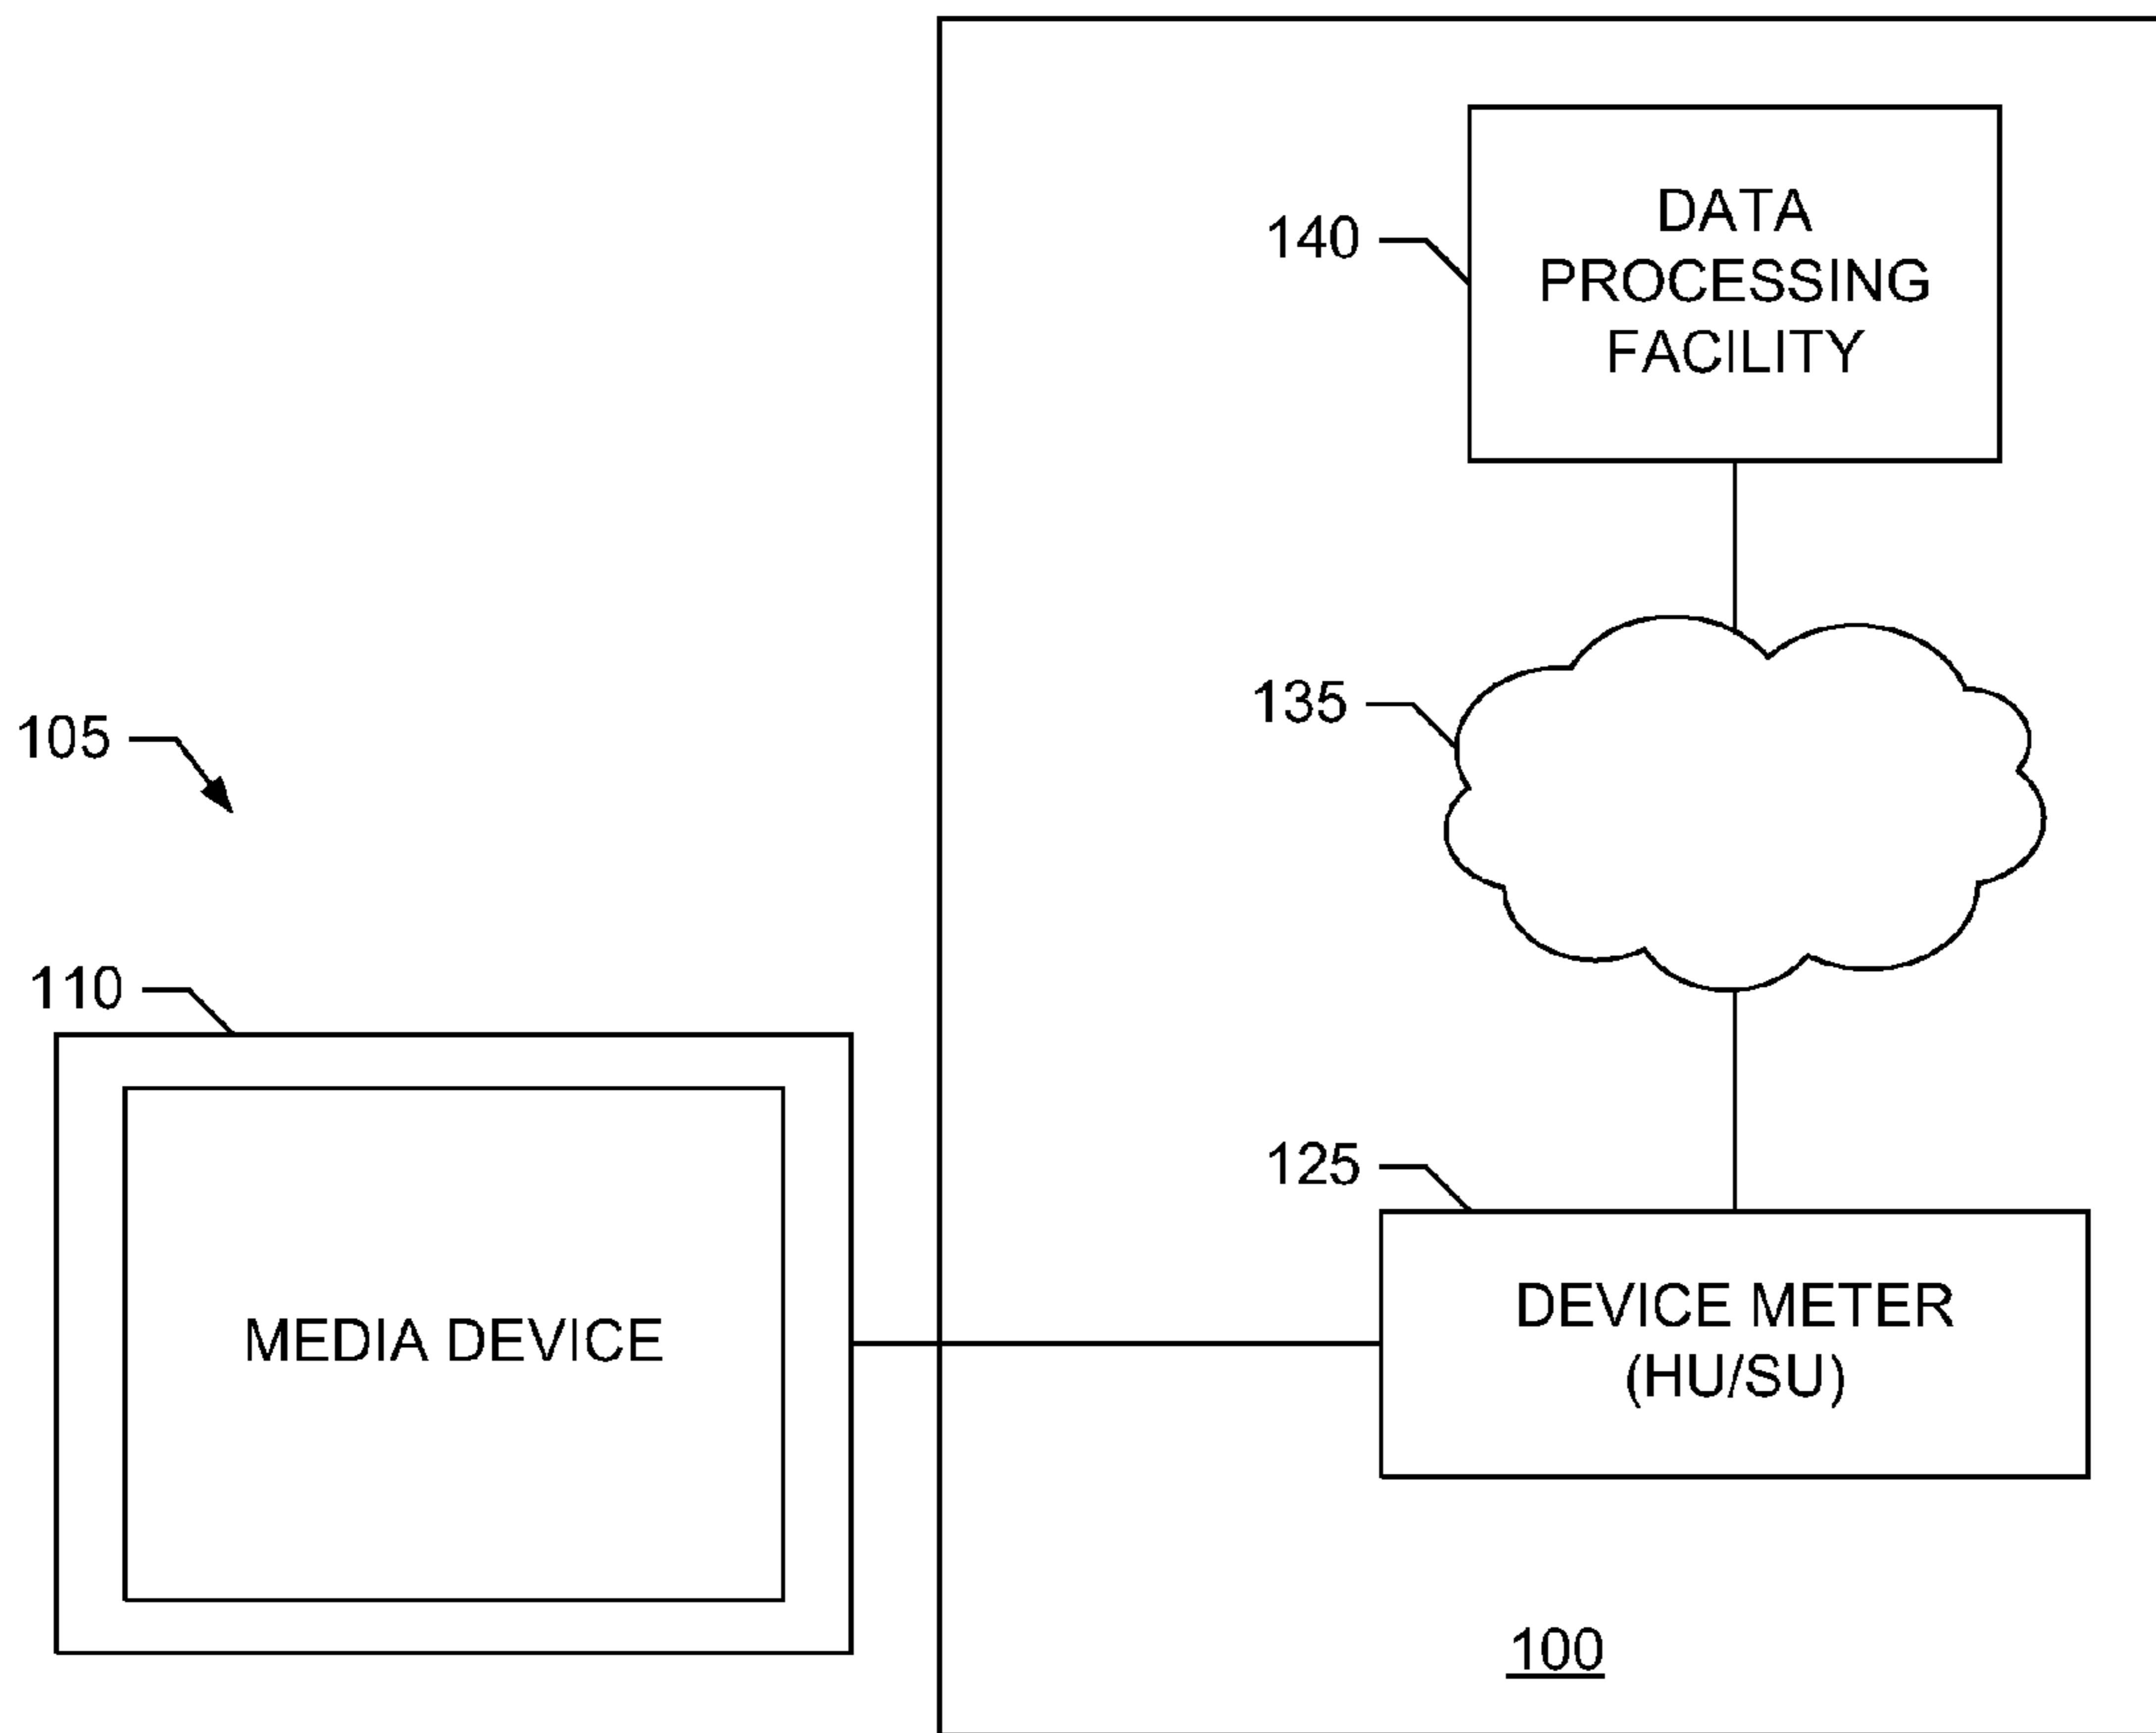 140
DATA
PROCESSING
FACILITY
135
105
110
MEDIA DEVICE
125
DEVICE METER
(HU/SU)
100